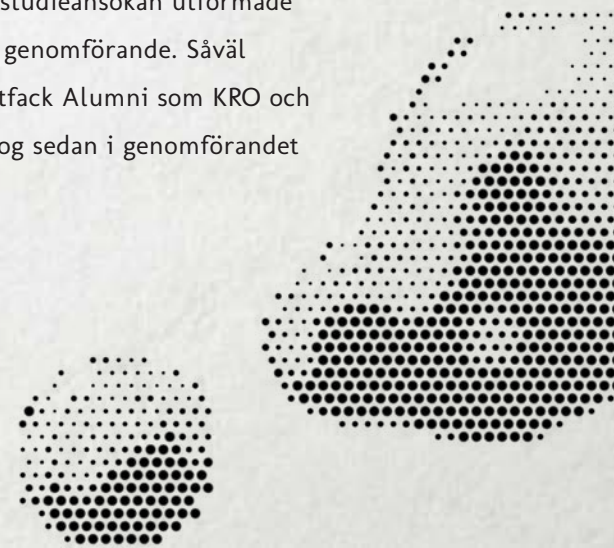 studieansökan utformade
genomförande. Såväl
tfack Alumni som KRO och
og sedan i genomförandet